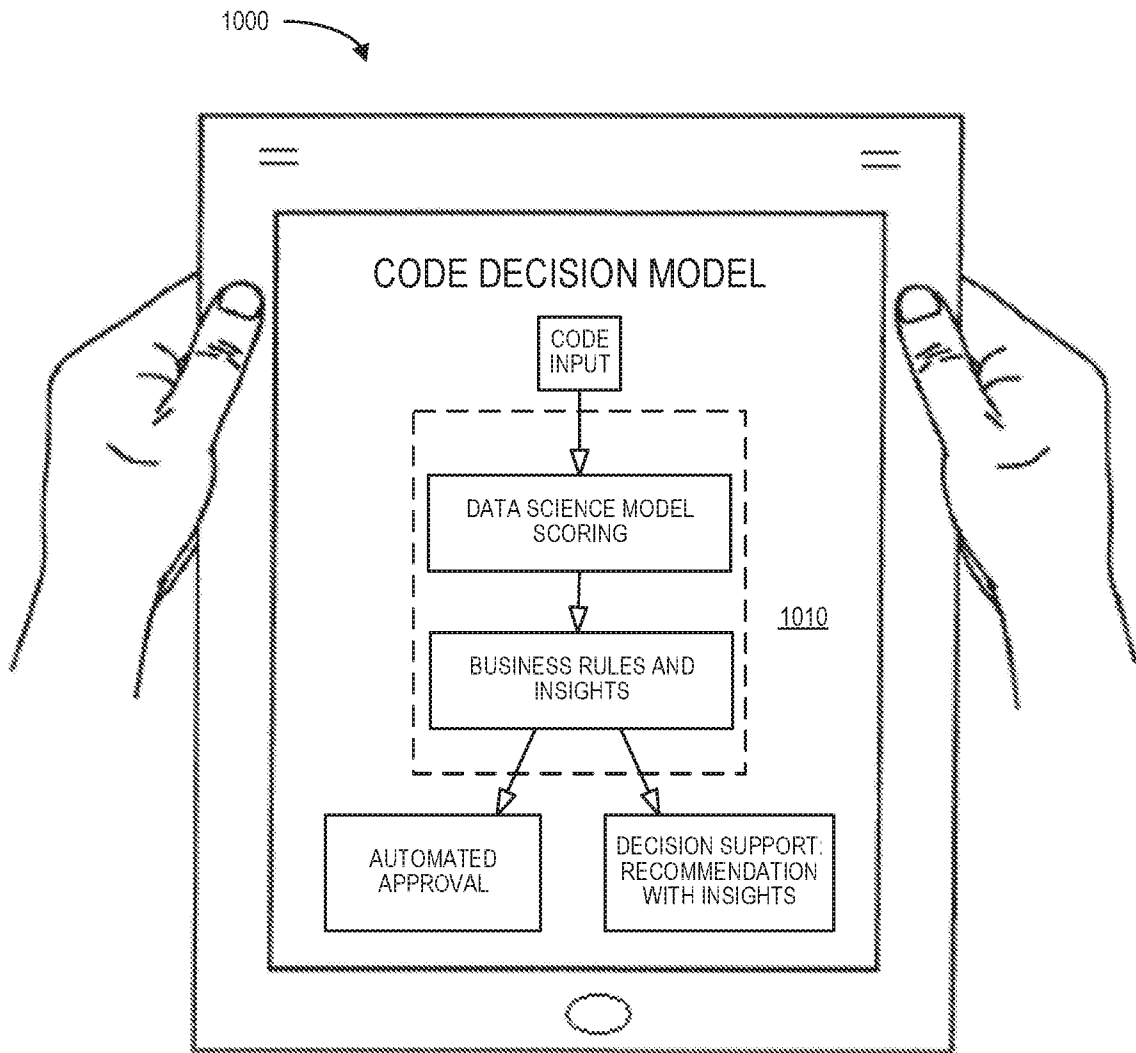 1000
CODE DECISION MODEL
CODE
INPUT
DATA SCIENCE MODEL
SCORING
1010
BUSINESS RULES AND
INSIGHTS
AUTOMATED
APPROVAL
DECISION SUPPORT:
RECOMMENDATION
WITH INSIGHTS